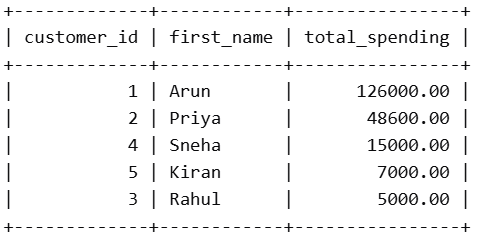 +-------------+------------+----------------+
| customer_id | first_name | total_spending |
+-------------+------------+----------------+
|           1 | Arun       |      126000.00 |
|           2 | Priya      |       48600.00 |
|           4 | Sneha      |       15000.00 |
|           5 | Kiran      |        7000.00 |
|           3 | Rahul      |        5000.00 |
+-------------+------------+----------------+